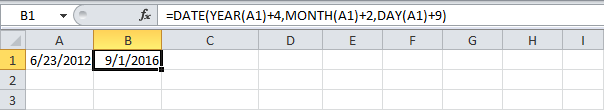 B1 fx =DATE(YEAR(A1)+4,MONTH(A1)+2,DAY(A1)+9)
A B C D E F G H I
1 6/23/2012 9/1/2016
2
3